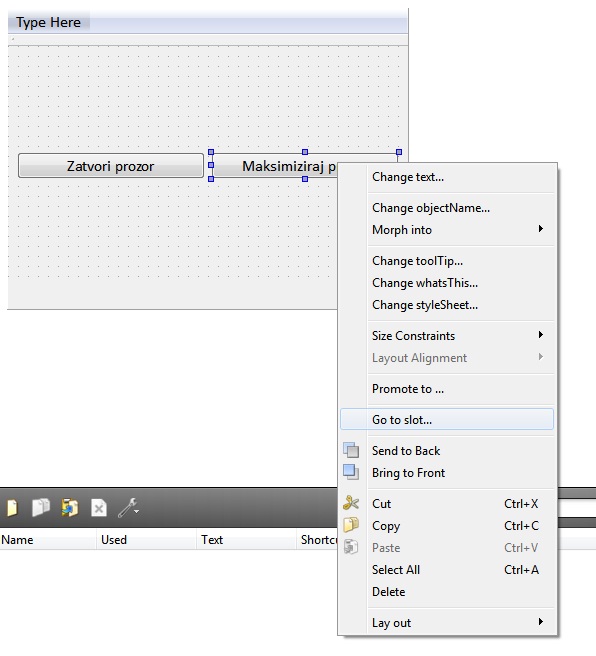 Type Here
Zatvori prozor
Maksimiziraj p
Change text...
Change objectName...
Morph into
Change toolTip...
Change whatsThis...
Change styleSheet...
Size Constraints
Layout Alignment
Promote to ...
Go to slot...
Send to Back
Bring to Front
Cut Ctrl+X
Copy Ctrl+C
Paste Ctrl+V
Select All Ctrl+A
Delete
Lay out
Name Used Text Shortcu